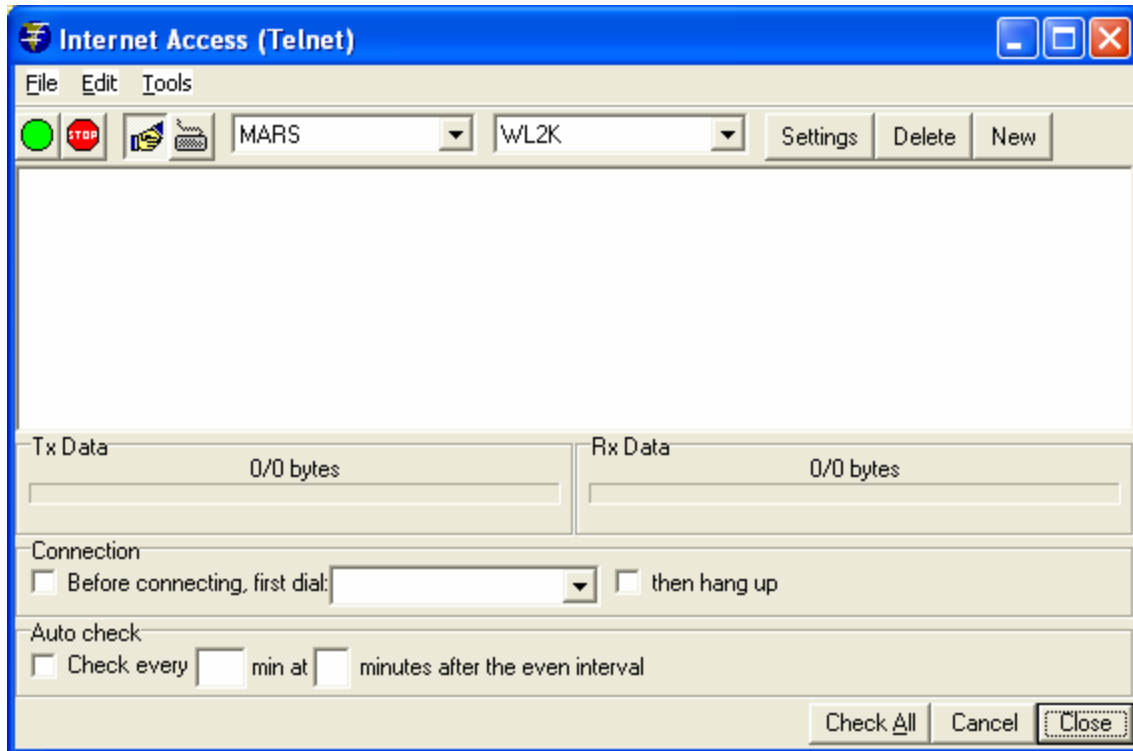 Internet Access (Telnet)
File Edit Tools
STOP MARS WL2K Settings Delete New
Tx Data Rx Data
0/0 bytes 0/0 bytes
Connection
Before connecting, first dial: then hang up
Auto check
Check every min at minutes after the even interval
Check All Cancel Close